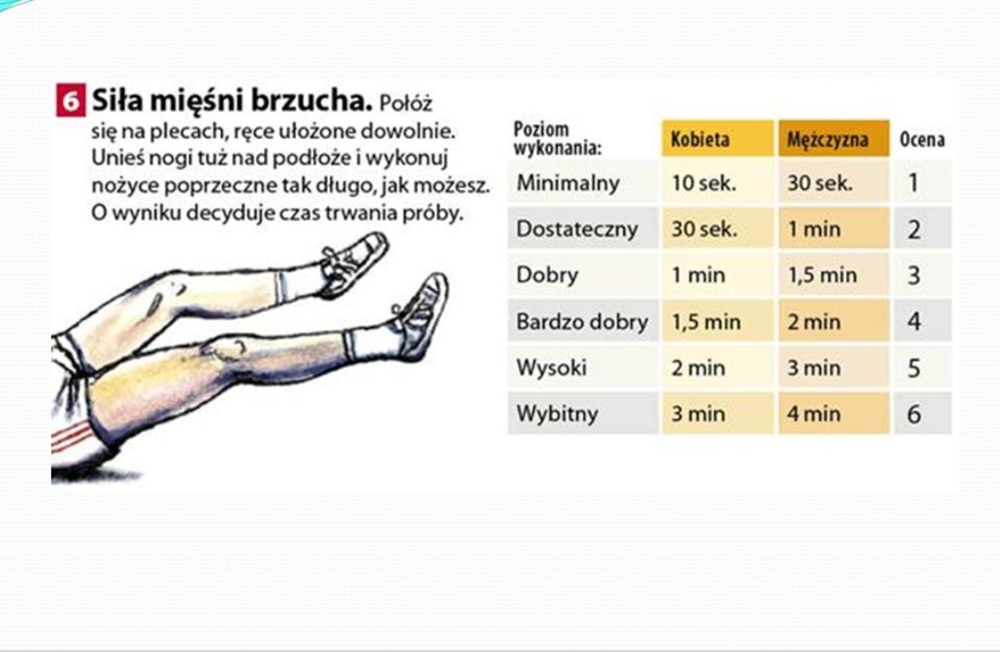 6 Siła mięśni brzucha. Połóż
się na plecach, ręce ułożone dowolnie.
Unieś nogi tuż nad podłoże i wykonuj
nożyce poprzeczne tak długo, jak możesz.
O wyniku decyduje czas trwania próby.
Poziom
wykonania: Kobieta Mężczyzna Ocena
Minimalny 10 sek. 30 sek. 1
Dostateczny 30 sek. 1 min 2
Dobry 1 min 1,5 min 3
Bardzo dobry 1,5 min 2 min 4
Wysoki 2 min 3 min 5
Wybitny 3 min 4 min 6